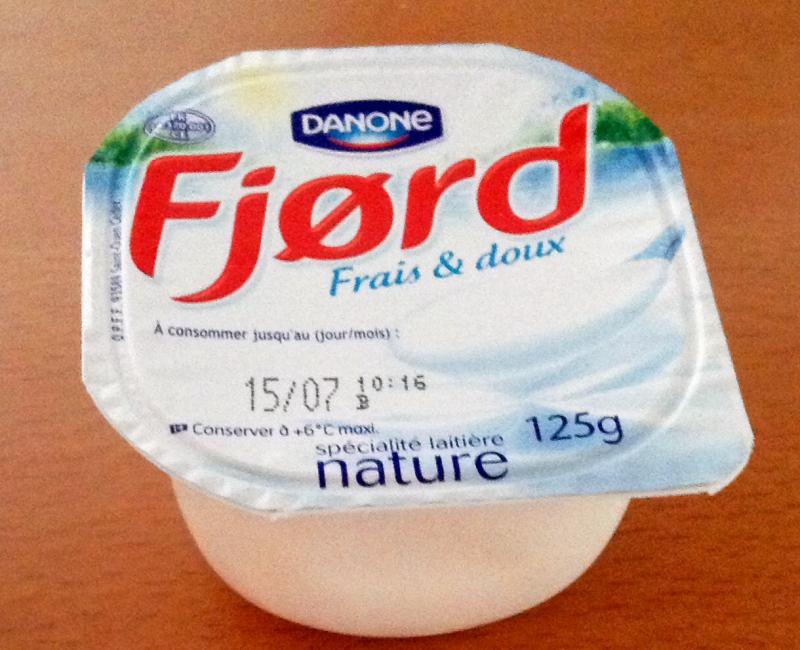 DANONE
Fjørd
Frais & doux
À consommer jusqu'au (jour/mois) :
15/07 10:16
B
Conserver à +6°C maxi.
spécialité laitière
nature
125g